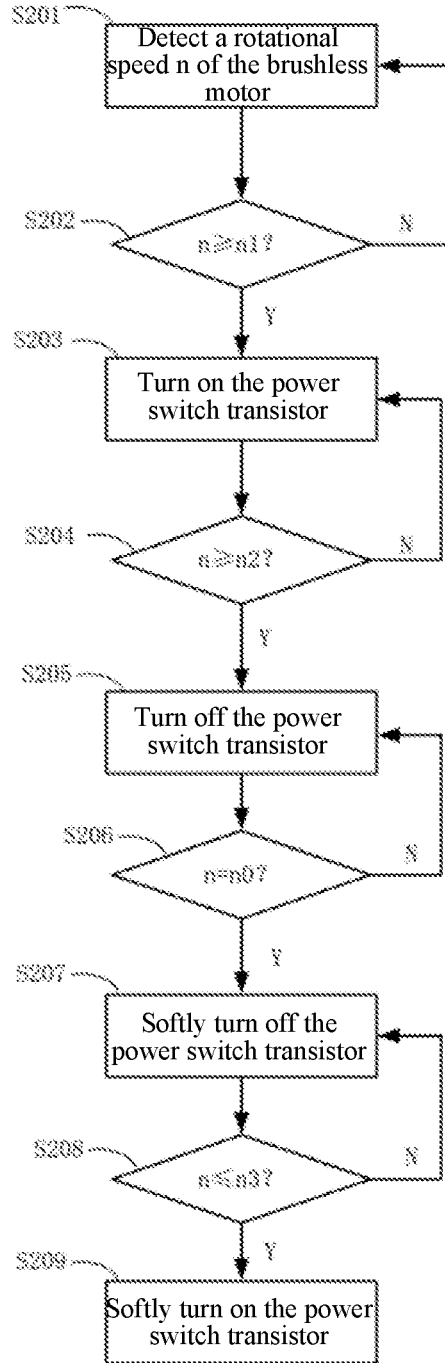 S201
Detect a rotational
speed n of the brushless
motor
S202
n≥n1?
N
Y
S203
Turn on the power
switch transistor
S204
n≥n2?
N
Y
S205
Turn off the power
switch transistor
S206
n=n0?
N
Y
S207
Softly turn off the
power switch transistor
S208
n≤n3?
N
Y
S209
Softly turn on the power
switch transistor